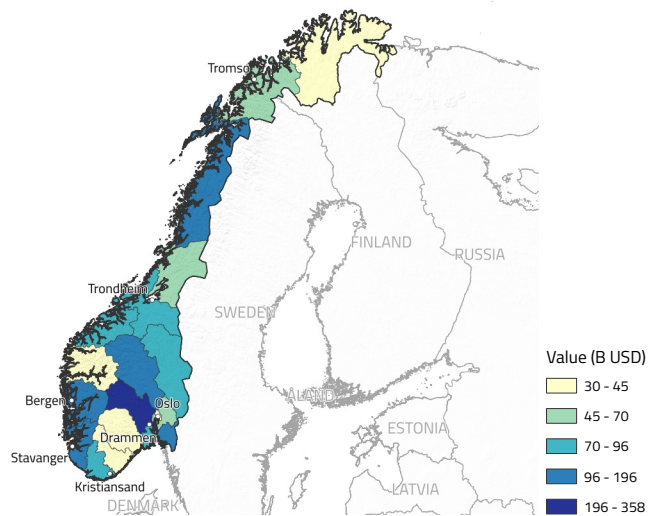 Tromsø
FINLAND
RUSSIA
Trondheim
SWEDEN
Value (B USD)
30 - 45
ÅLAND
Bergen
Oslo
45 - 70
ESTONIA
Drammen
70 - 96
Stavanger
96 - 196
Kristiansand
LATVIA
DENMARK
196 - 358